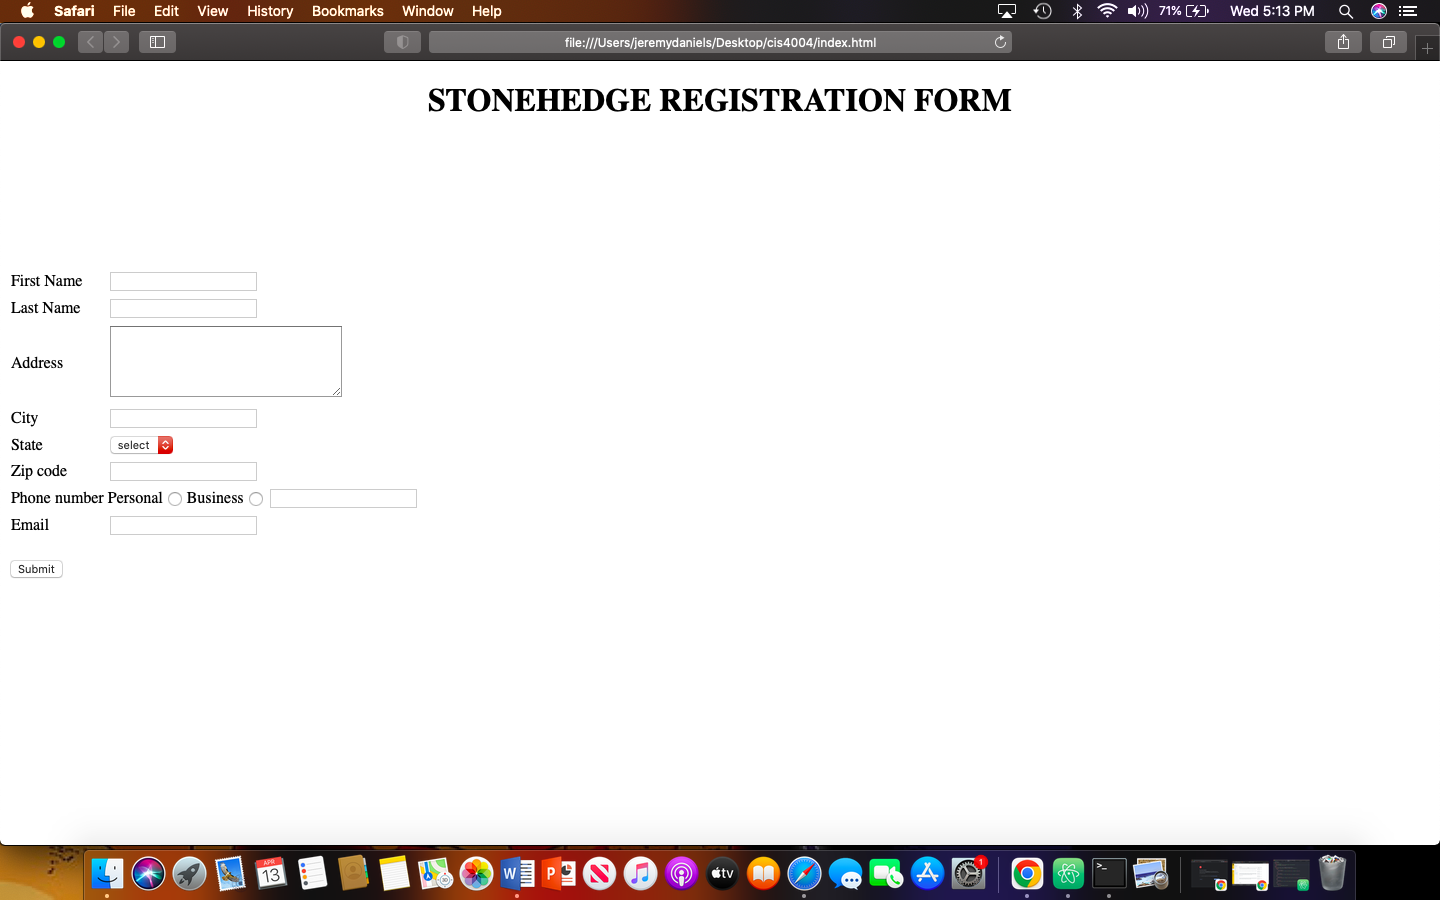 Safari File Edit View History Bookmarks Window Help 71% Wed 5:13 PM
file:///Users/jeremydaniels/Desktop/cis4004/index.html
STONEHEDGE REGISTRATION FORM
First Name
Last Name
Address
City
State select
Zip code
Phone number Personal Business
Email
Submit
APR 13 W P tv 1